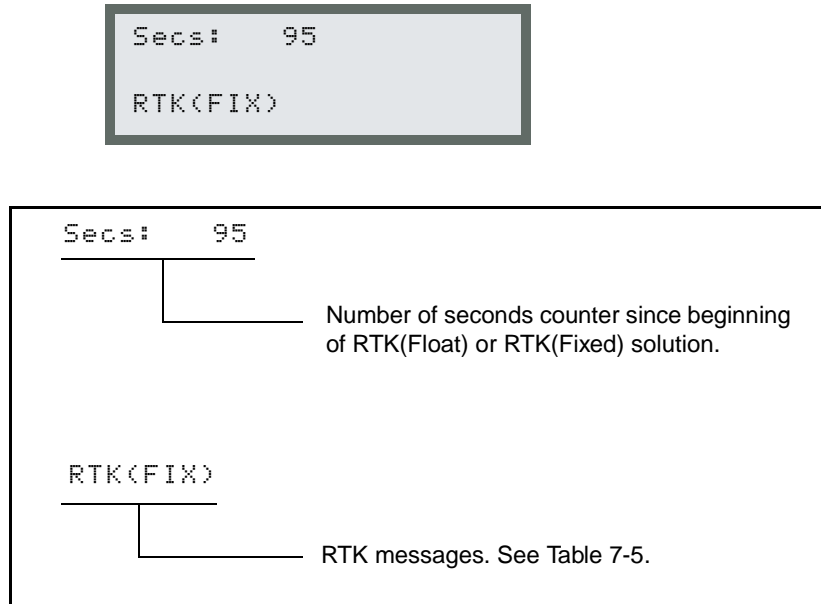 Secs: 95
RTK(FIX)
Secs: 95
Number of seconds counter since beginning
of RTK(Float) or RTK(Fixed) solution.
RTK(FIX)
RTK messages. See Table 7-5.